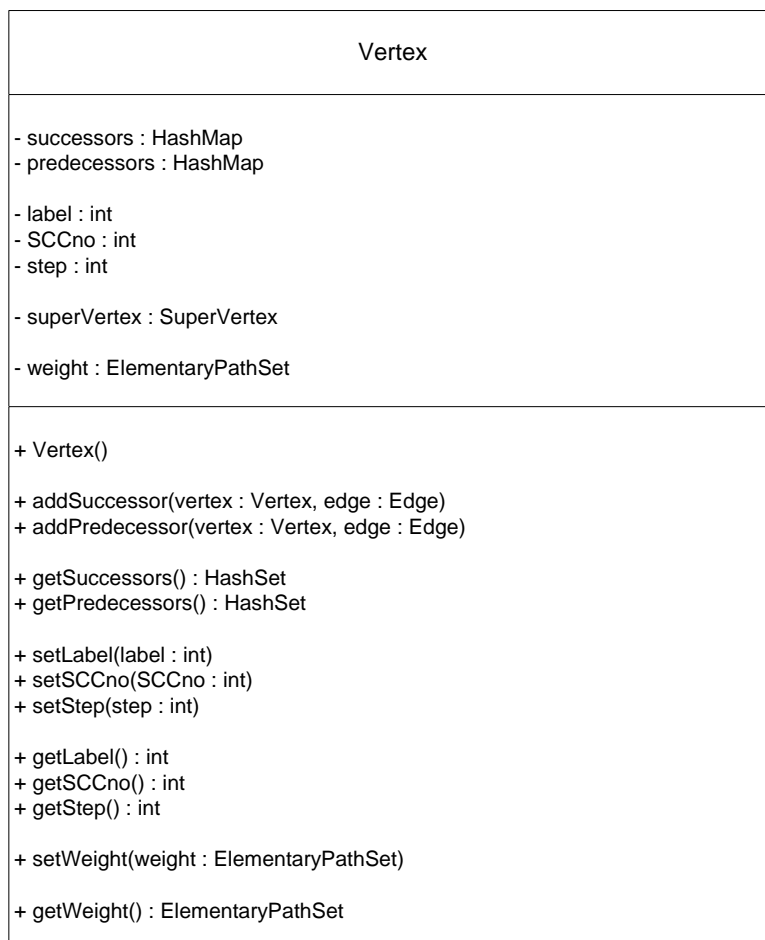 Vertex
- successors : HashMap
- predecessors : HashMap
- label : int
- SCCno : int
- step : int
- superVertex : SuperVertex
- weight : ElementaryPathSet
+ Vertex()
+ addSuccessor(vertex : Vertex, edge : Edge)
+ addPredecessor(vertex : Vertex, edge : Edge)
+ getSuccessors() : HashSet
+ getPredecessors() : HashSet
+ setLabel(label : int)
+ setSCCno(SCCno : int)
+ setStep(step : int)
+ getLabel() : int
+ getSCCno() : int
+ getStep() : int
+ setWeight(weight : ElementaryPathSet)
+ getWeight() : ElementaryPathSet